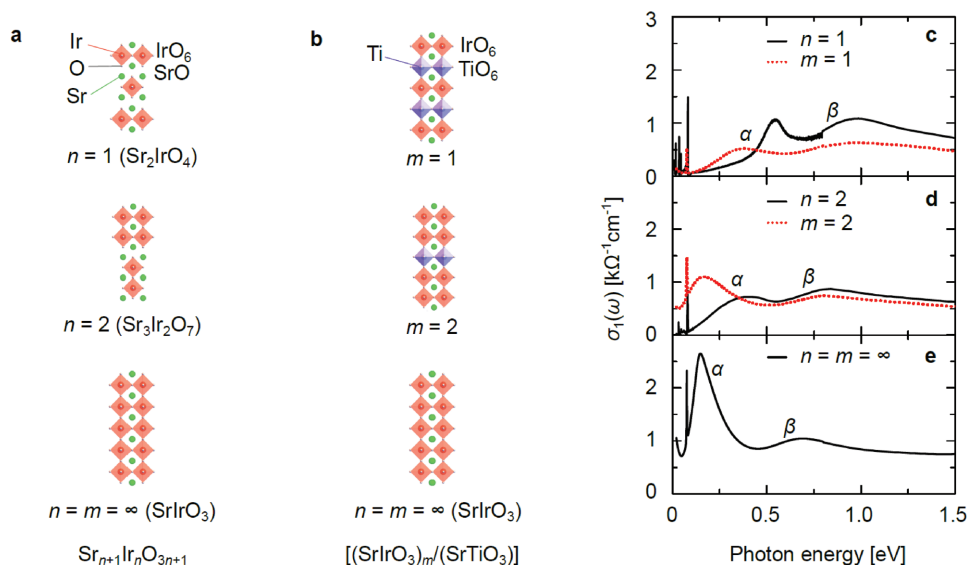 a
Ir
O
Sr
IrO6
SrO
n = 1 (Sr2IrO4)
n = 2 (Sr3Ir2O7)
n = m = ∞ (SrIrO3)
Srn+1IrnO3n+1
b
Ti
IrO6
TiO6
m = 1
m = 2
n = m = ∞ (SrIrO3)
[(SrIrO3)m/(SrTiO3)]
σ1(ω) [kΩ-1cm-1]
3
2
1
0
c
n = 1
m = 1
α
β
2
1
0
d
n = 2
m = 2
α
β
2
1
0
e
n = m = ∞
α
β
0 0.5 1.0 1.5
Photon energy [eV]